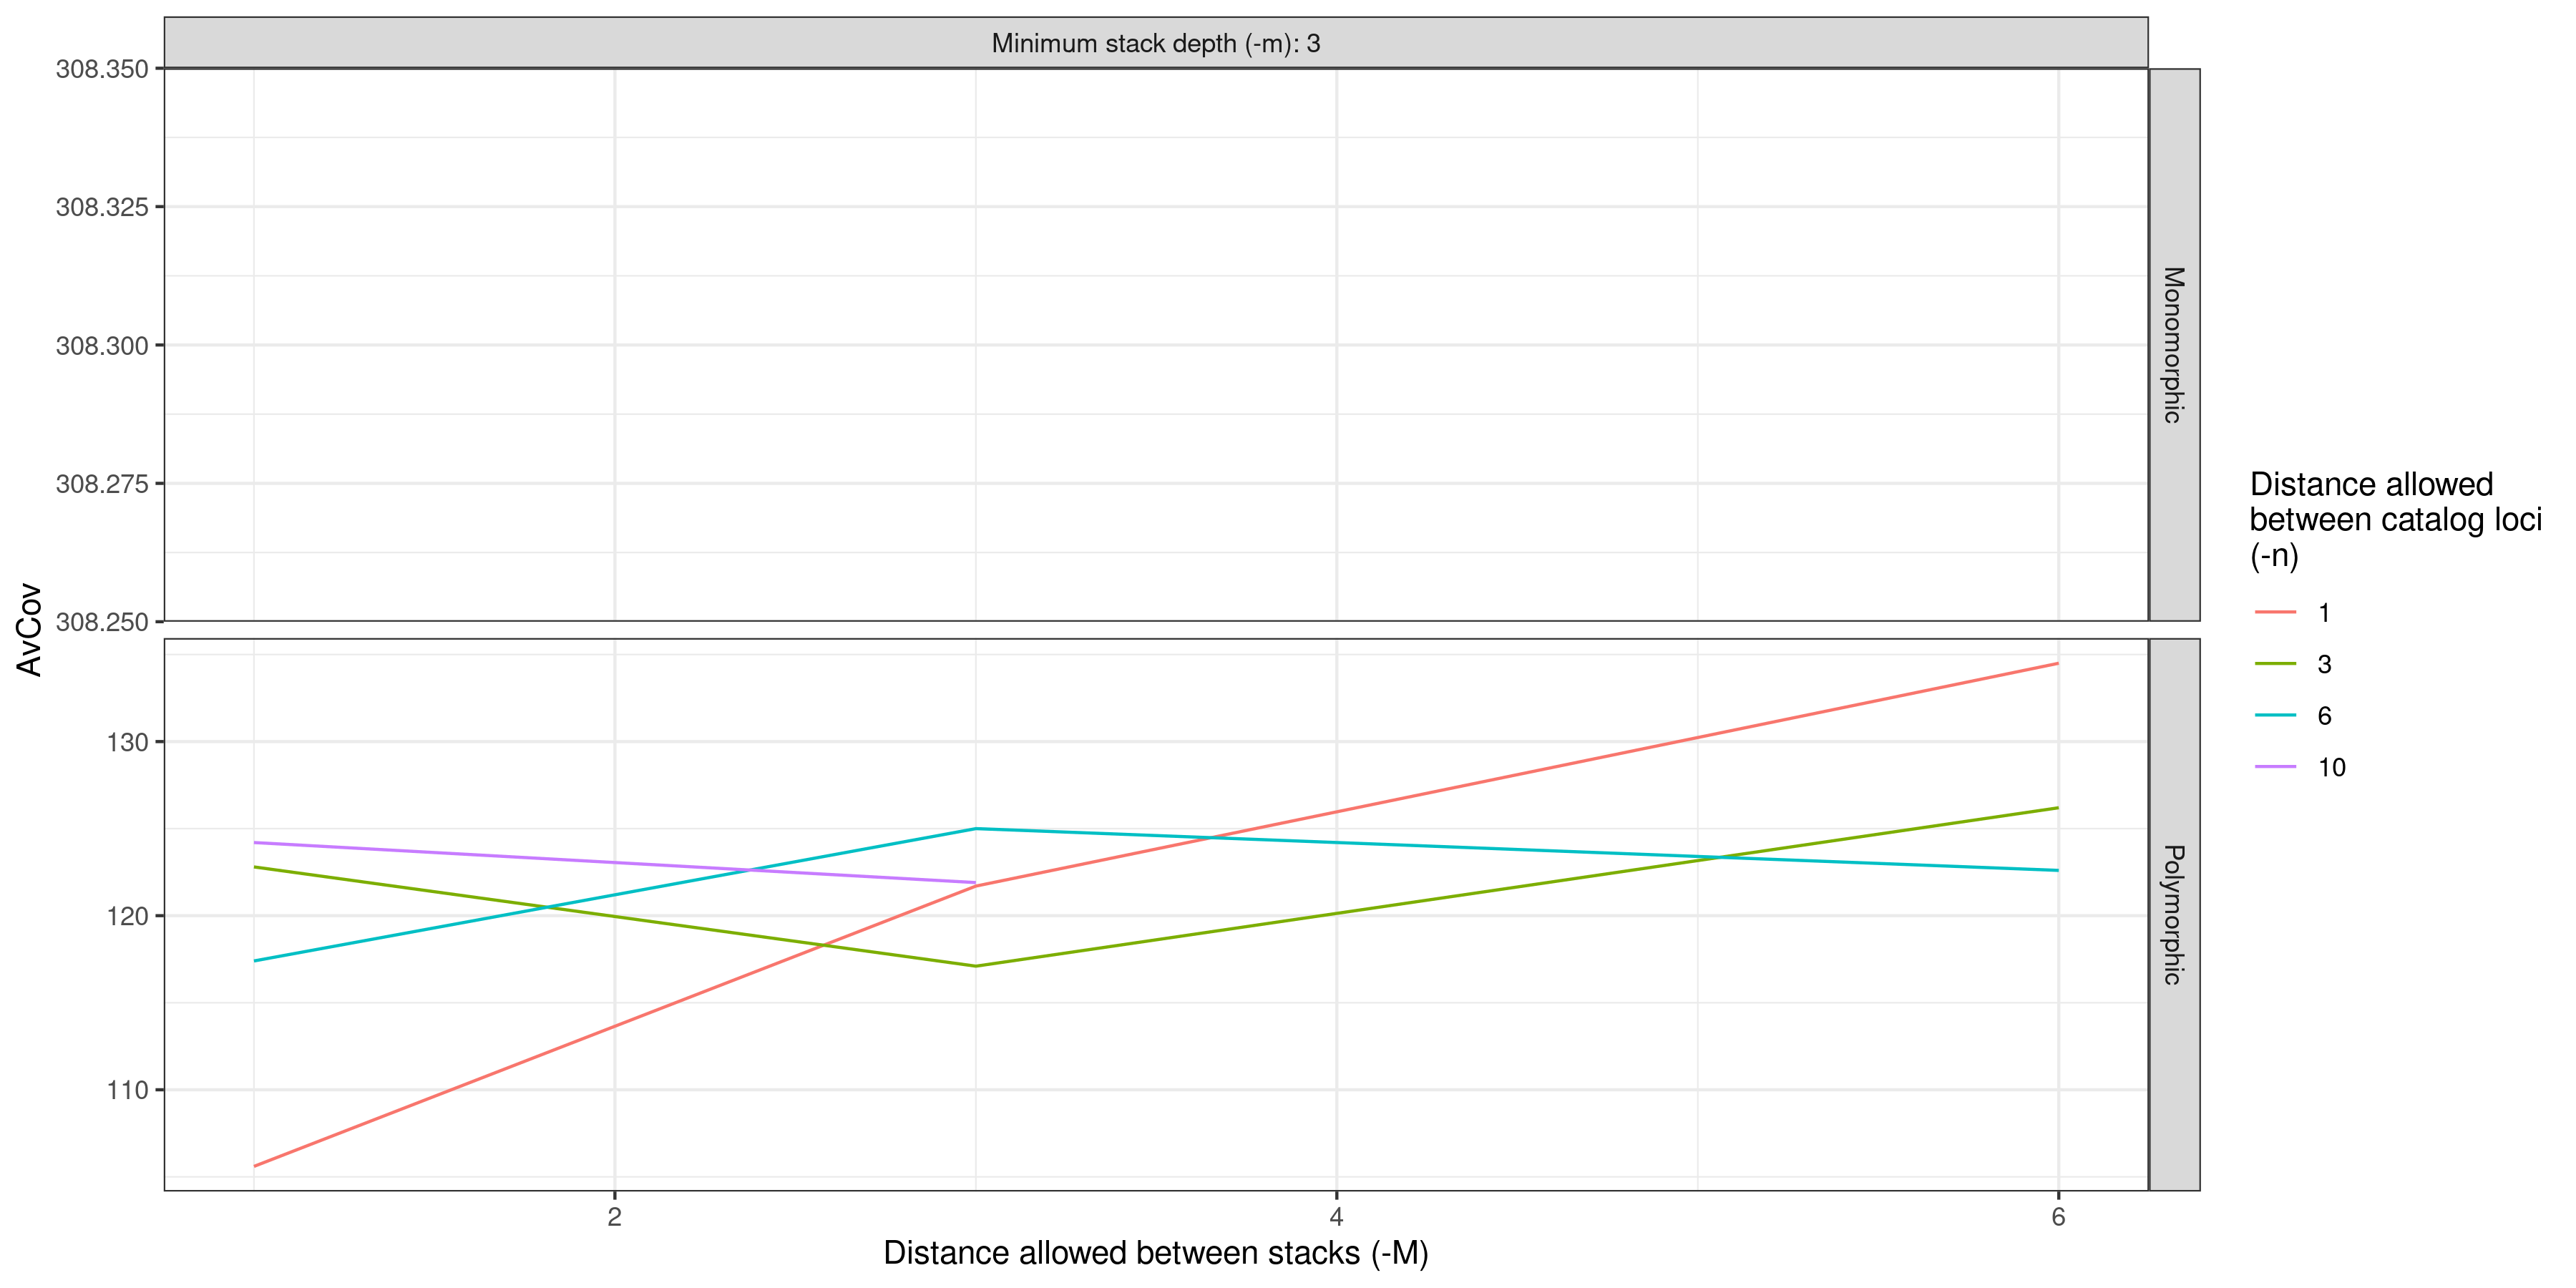 Minimum stack depth (-m): 3
308.350
308.325
308.300
308.275
308.250
Monomorphic
AvCov
130
120
110
Polymorphic
2
4
6
Distance allowed between stacks (-M)
Distance allowed
between catalog loci
(-n)
1
3
6
10